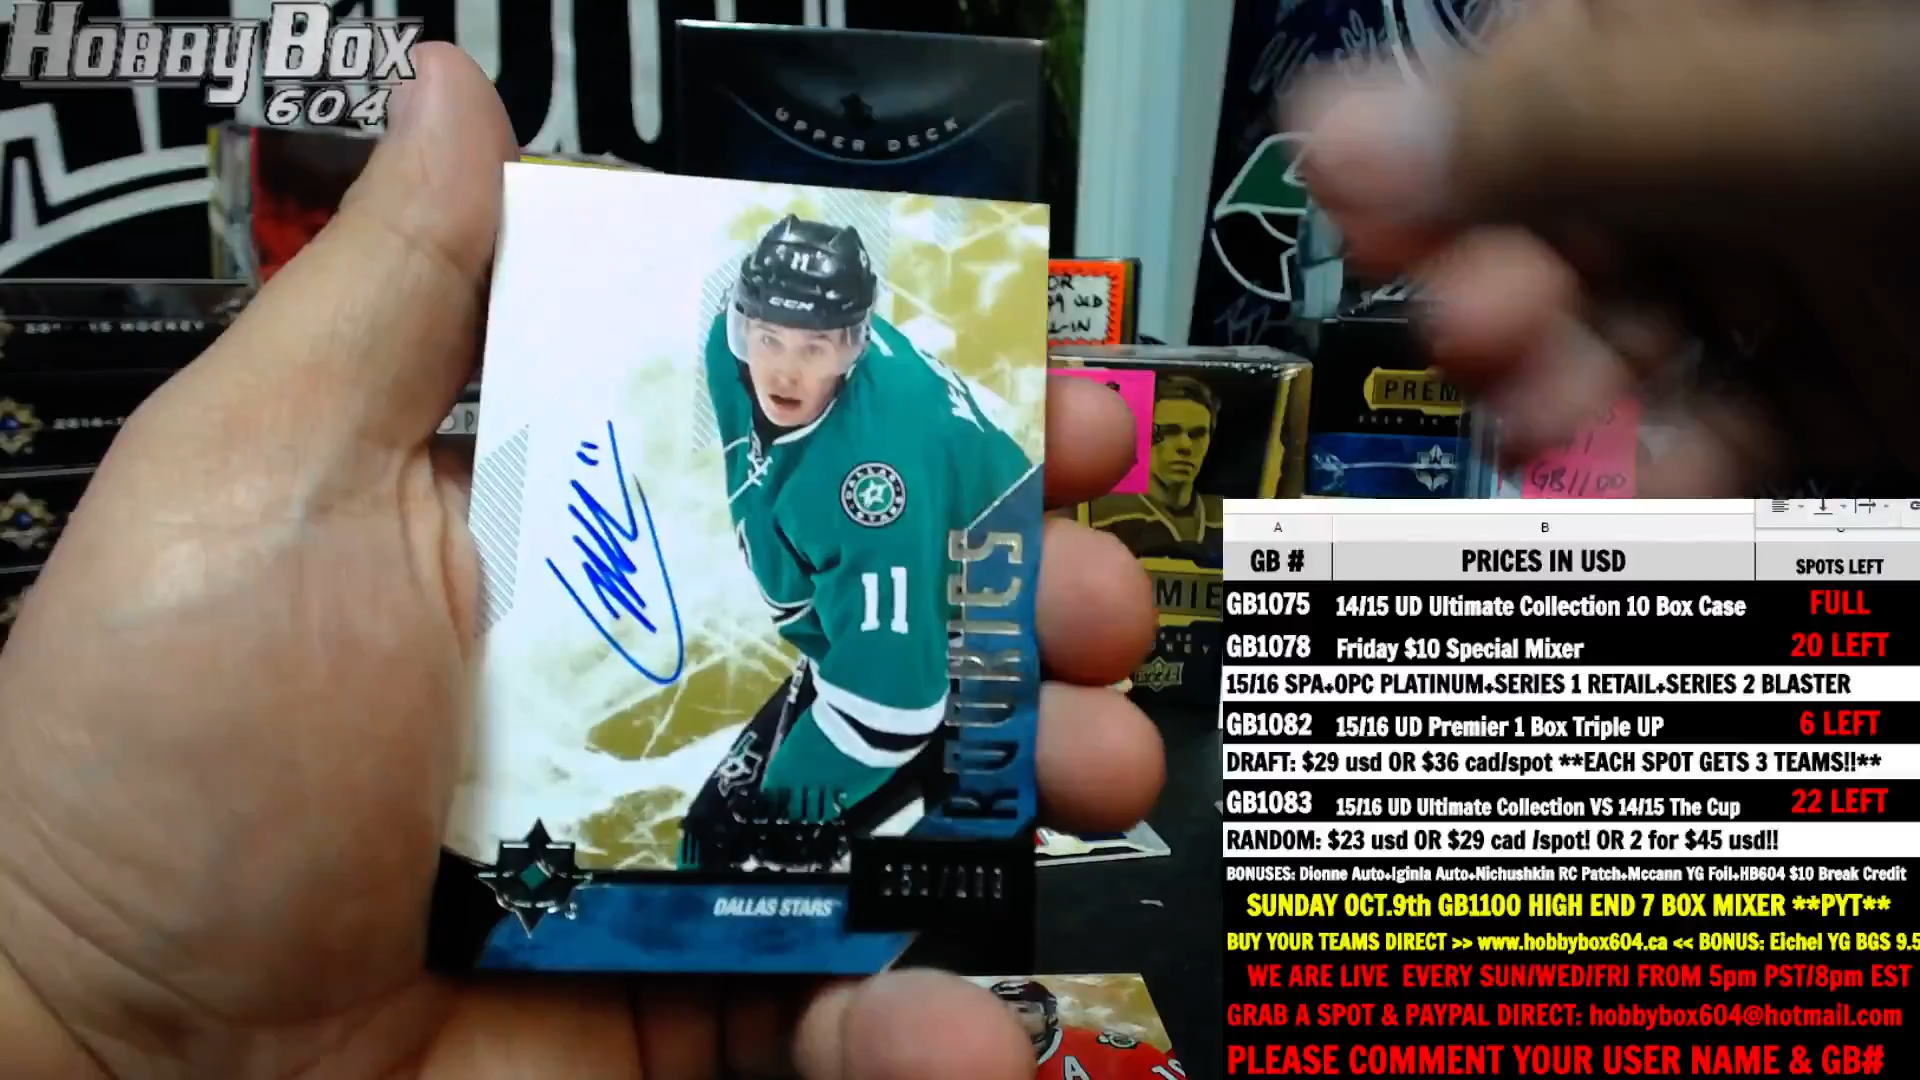 HOBBYBOX
604
UPPER DECK
11
CCM
DALLAS
STARS
11
ROOKIES
CURTIS
DALLAS STARS
PREM
GB1100
MIE
A
A B
GB # PRICES IN USD SPOTS LEFT
GB1075 14/15 UD Ultimate Collection 10 Box Case FULL
GB1078 Friday $10 Special Mixer 20 LEFT
15/16 SPA+OPC PLATINUM+SERIES 1 RETAIL+SERIES 2 BLASTER
GB1082 15/16 UD Premier 1 Box Triple UP 6 LEFT
DRAFT: $29 usd OR $36 cad/spot **EACH SPOT GETS 3 TEAMS!!**
GB1083 15/16 UD Ultimate Collection VS 14/15 The Cup 22 LEFT
RANDOM: $23 usd OR $29 cad /spot! OR 2 for $45 usd!!
BONUSES: Dionne Auto+Iginla Auto+Nichushkin RC Patch+Mccann YG Foil+HB604 $10 Break Credit
SUNDAY OCT.9th GB1100 HIGH END 7 BOX MIXER **PYT**
BUY YOUR TEAMS DIRECT >> www.hobbybox604.ca << BONUS: Eichel YG BGS 9.5
WE ARE LIVE EVERY SUN/WED/FRI FROM 5pm PST/8pm EST
GRAB A SPOT & PAYPAL DIRECT: hobbybox604@hotmail.com
PLEASE COMMENT YOUR USER NAME & GB#